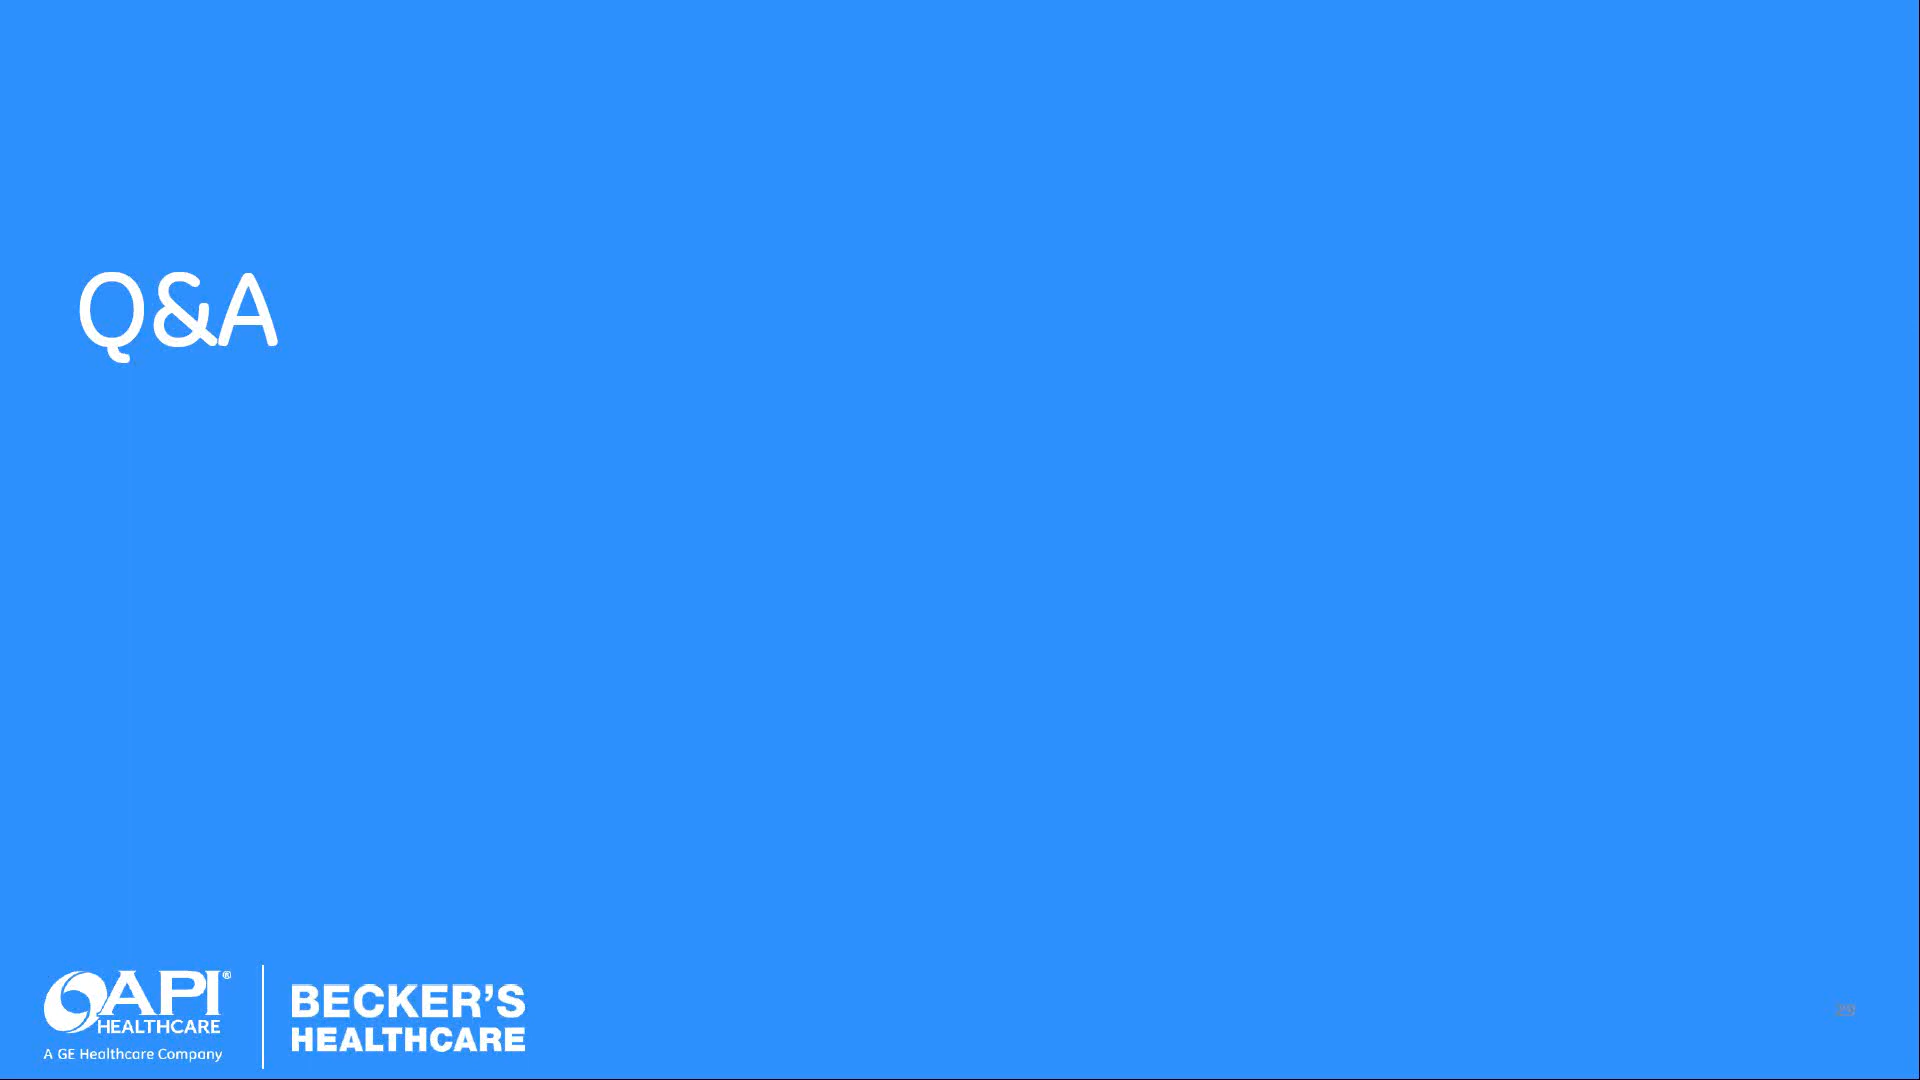 Q&A
API®
HEALTHCARE
A GE Healthcare Company
BECKER'S
HEALTHCARE